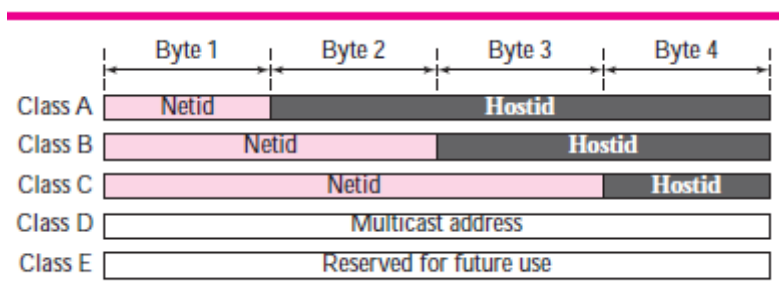 Byte 1 Byte 2 Byte 3 Byte 4
Class A Netid Hostid
Class B Netid Hostid
Class C Netid Hostid
Class D Multicast address
Class E Reserved for future use